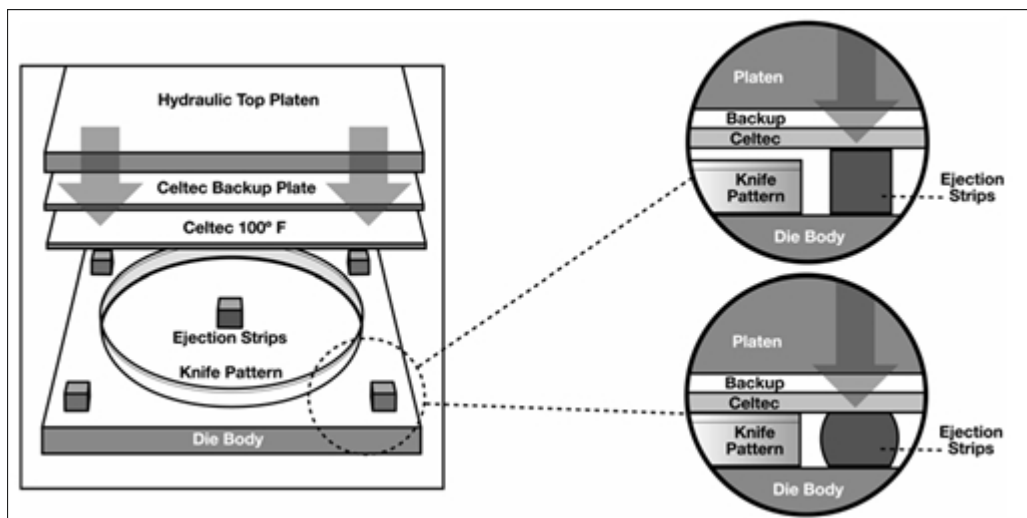 Hydraulic Top Platen
Celtec Backup Plate
Celtec 100º F
Ejection Strips
Knife Pattern
Die Body
Platen
Backup
Celtec
Knife
Pattern
Ejection
Strips
Die Body
Platen
Backup
Celtec
Knife
Pattern
Ejection
Strips
Die Body